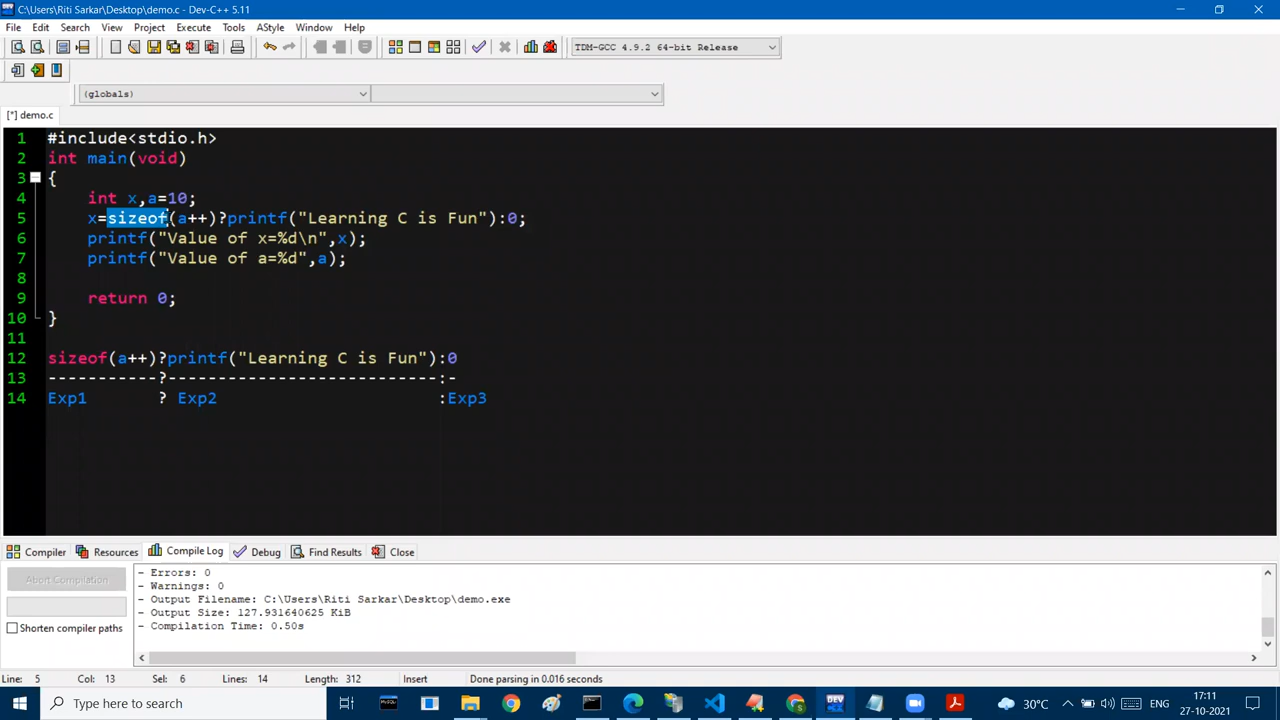 C:\Users\Riti Sarkar\Desktop\demo.c - Dev-C++ 5.11
File Edit Search View Project Execute Tools AStyle Window Help
TDM-GCC 4.9.2 64-bit Release
(globals)
[*] demo.c
1 #include<stdio.h>
2 int main(void)
3 {
4 int x,a=10;
5 x=sizeof(a++)?printf("Learning C is Fun"):0;
6 printf("Value of x=%d\n",x);
7 printf("Value of a=%d",a);
8
9 return 0;
10 }
11
12 sizeof(a++)?printf("Learning C is Fun"):0
13 -----------?---------------------------:-
14 Exp1 ? Exp2 :Exp3
Compiler Resources Compile Log Debug Find Results Close
Abort Compilation
Shorten compiler paths
- Errors: 0
- Warnings: 0
- Output Filename: C:\Users\Riti Sarkar\Desktop\demo.exe
- Output Size: 127.931640625 KiB
- Compilation Time: 0.50s
Line: 5 Col: 13 Sel: 6 Lines: 14 Length: 312 Insert Done parsing in 0.016 seconds
Type here to search
30°C ENG
17:11
27-10-2021